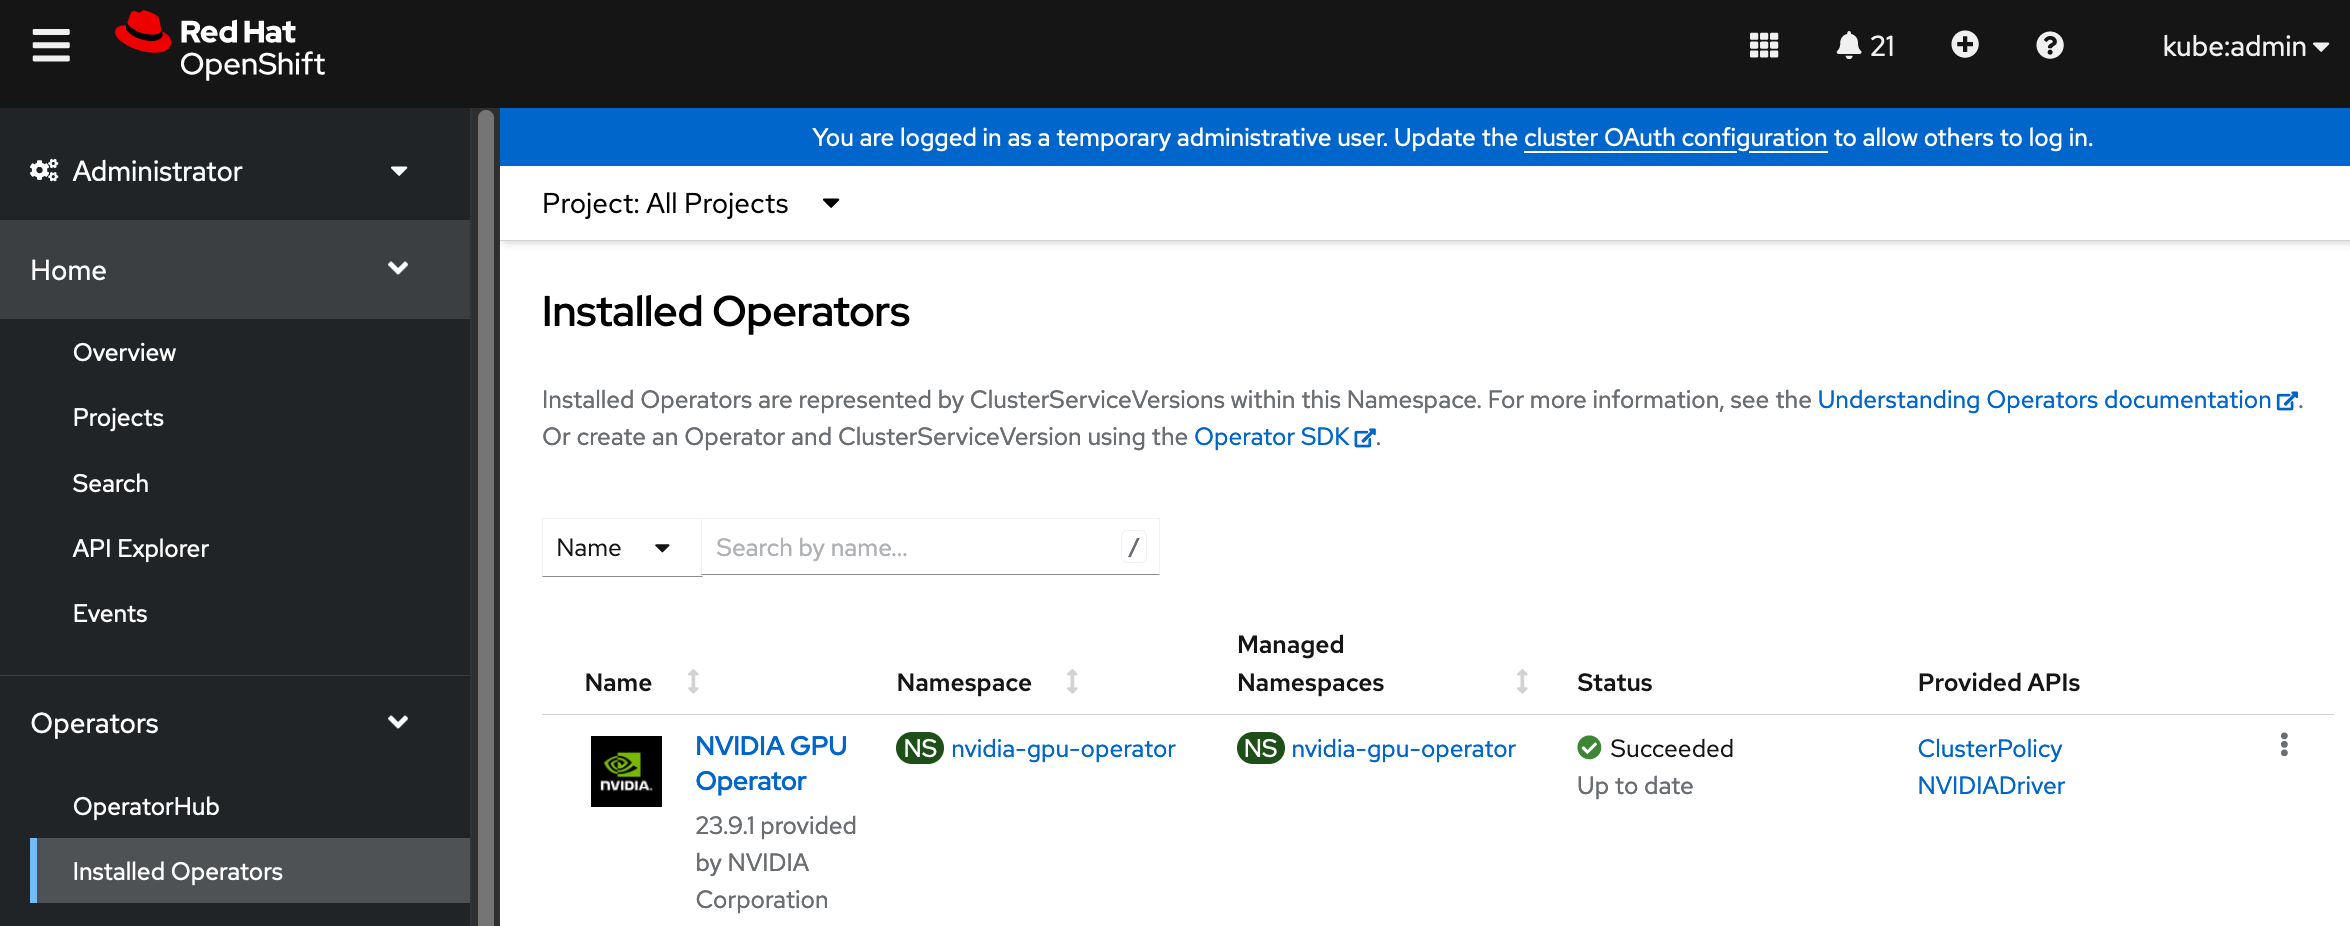 Red Hat
OpenShift
21
kube:admin
Administrator
Home
Overview
Projects
Search
API Explorer
Events
Operators
OperatorHub
Installed Operators
You are logged in as a temporary administrative user. Update the cluster OAuth configuration to allow others to log in.
Project: All Projects
Installed Operators
Installed Operators are represented by ClusterServiceVersions within this Namespace. For more information, see the Understanding Operators documentation.
Or create an Operator and ClusterServiceVersion using the Operator SDK.
Name
Search by name...
/
Name
Namespace
Managed
Namespaces
Status
Provided APIs
NVIDIA.
NVIDIA GPU
Operator
23.9.1 provided
by NVIDIA
Corporation
NS nvidia-gpu-operator
NS nvidia-gpu-operator
Succeeded
Up to date
ClusterPolicy
NVIDIADriver